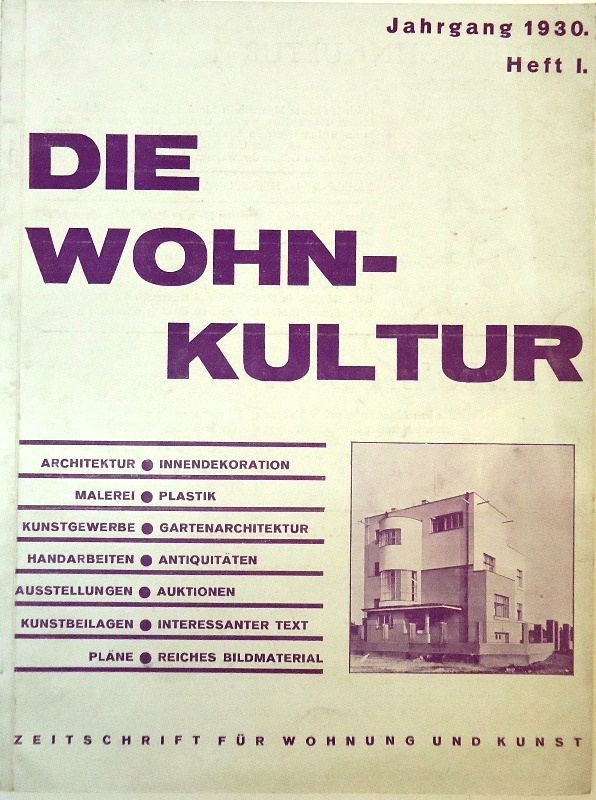 Jahrgang 1930.
Heft I.
DIE
WOHN-
KULTUR
ARCHITEKTUR ● INNENDEKORATION
MALEREI ● PLASTIK
KUNSTGEWERBE ● GARTENARCHITEKTUR
HANDARBEITEN ● ANTIQUITÄTEN
AUSSTELLUNGEN ● AUKTIONEN
KUNSTBEILAGEN ● INTERESSANTER TEXT
PLÄNE ● REICHES BILDMATERIAL
ZEITSCHRIFT FÜR WOHNUNG UND KUNST